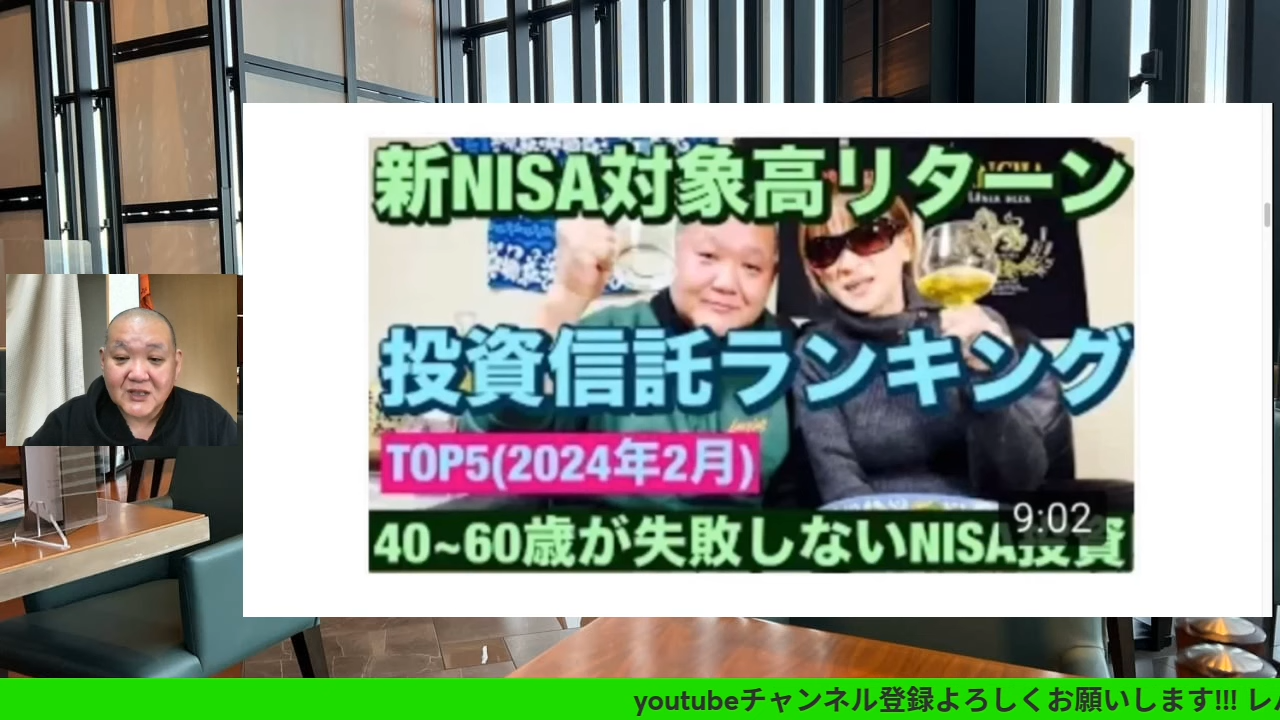 新NISA対象高リターン
投資信託ランキング
TOP5(2024年2月)
9:02
40~60歳が失敗しないNISA投資
youtubeチャンネル登録よろしくお願いします!!! レ